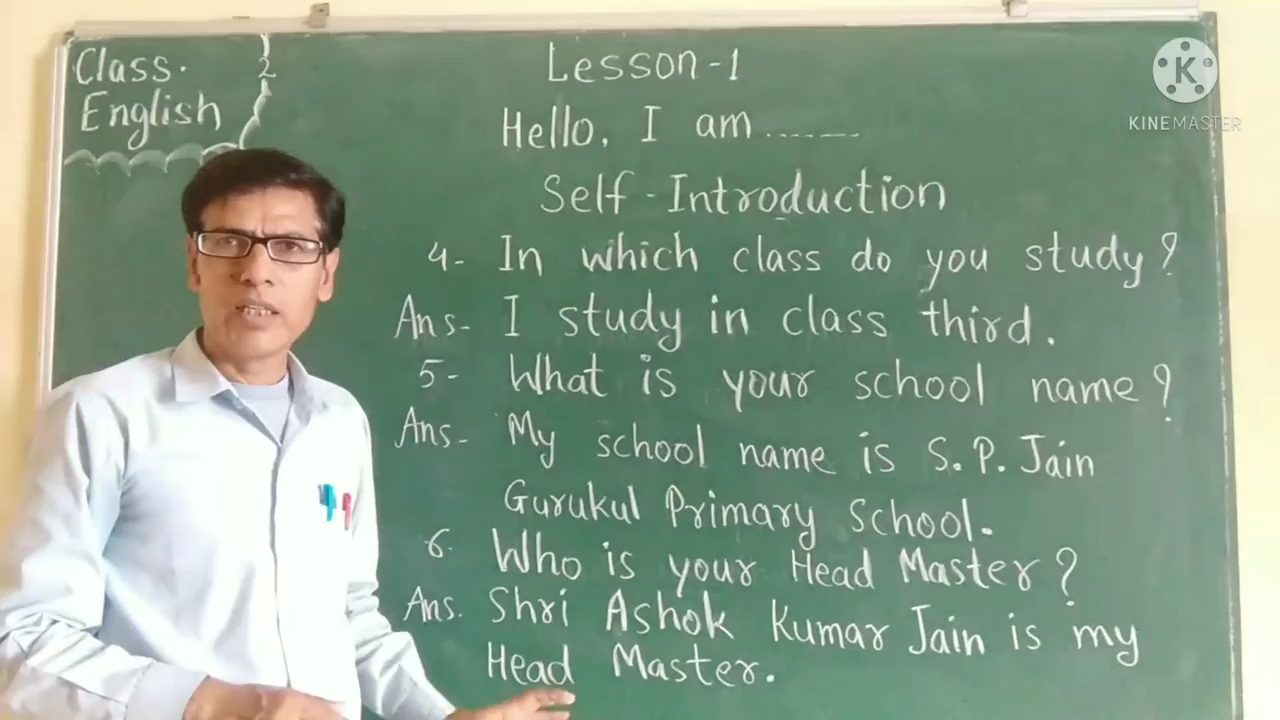 Class. 2
English
Lesson-1
Hello, I am ..........
Self-Introduction
4- In which class do you study?
Ans- I study in class third.
5- What is your school name?
Ans- My school name is S.P. Jain
Gurukul Primary School.
6. Who is your Head Master?
Ans. Shri Ashok Kumar Jain is my
Head Master.
K
KINEMASTER